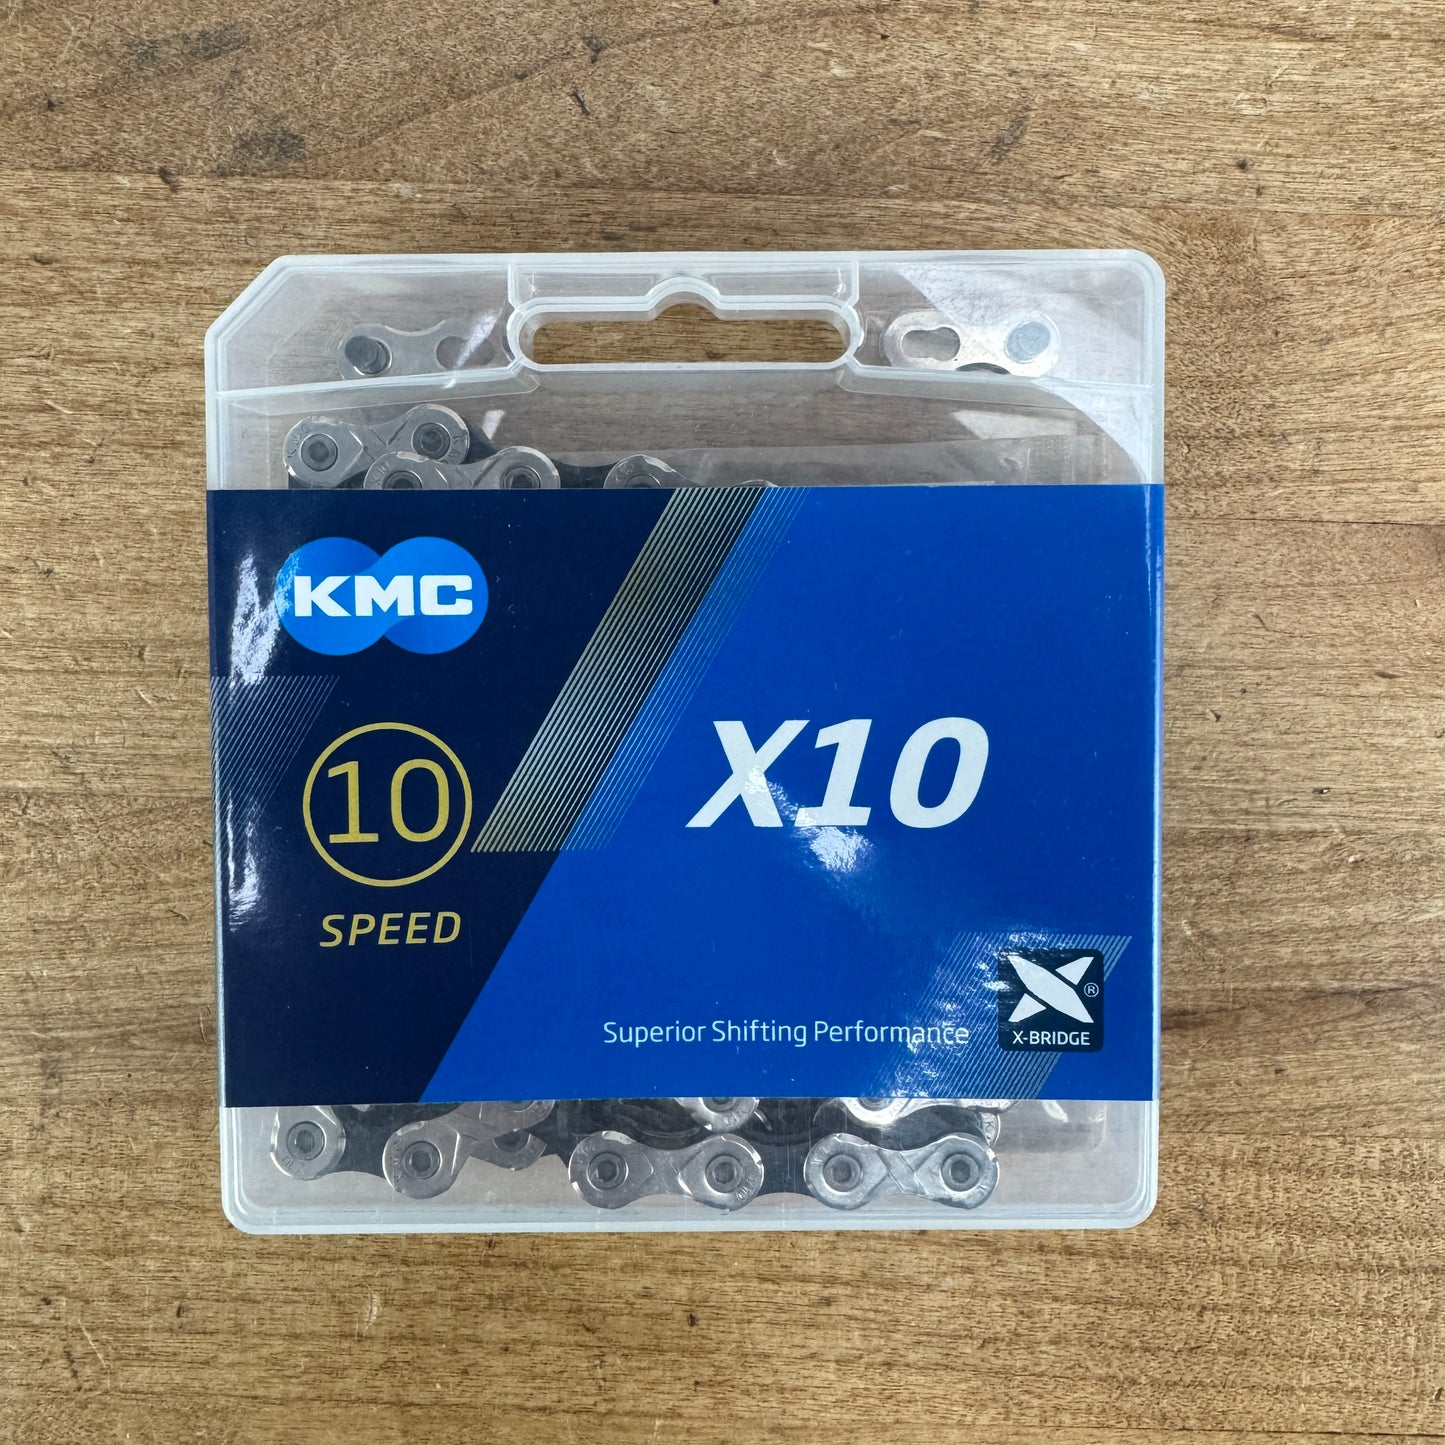 KMC
10
SPEED
X10
Superior Shifting Performance
®
X-BRIDGE